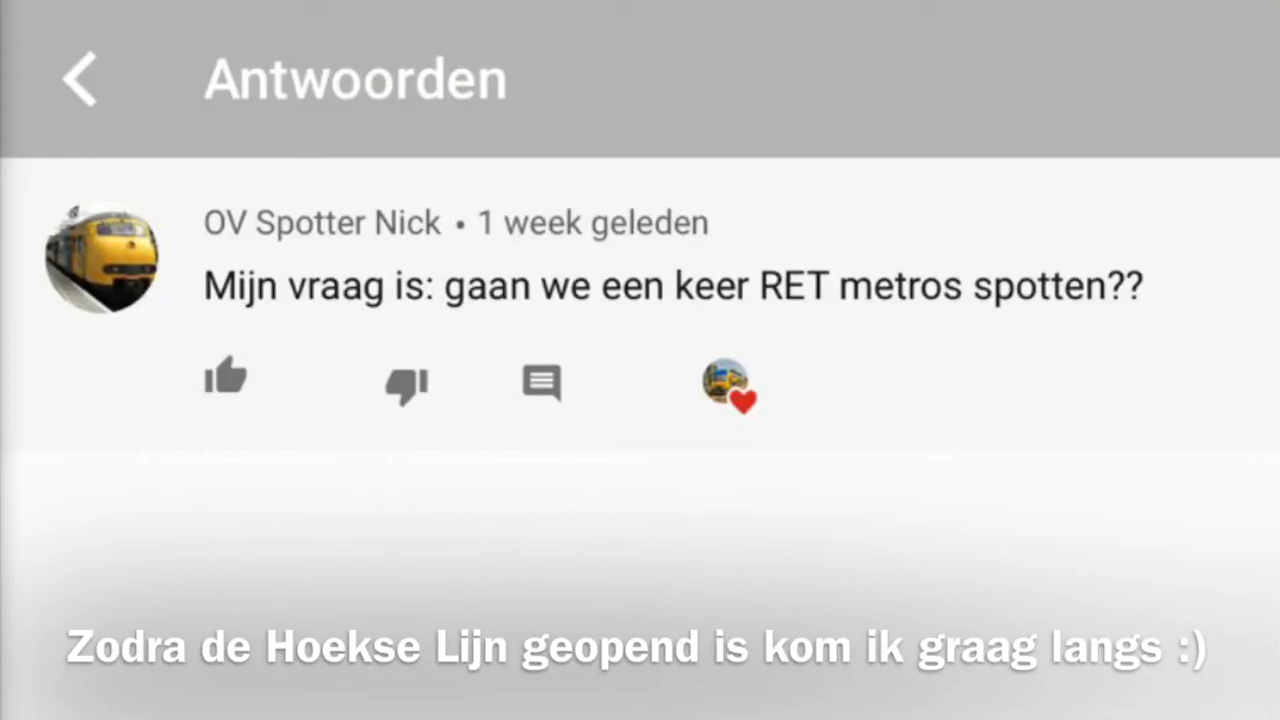 Antwoorden
OV Spotter Nick • 1 week geleden
Mijn vraag is: gaan we een keer RET metros spotten??
Zodra de Hoekse Lijn geopend is kom ik graag langs :)